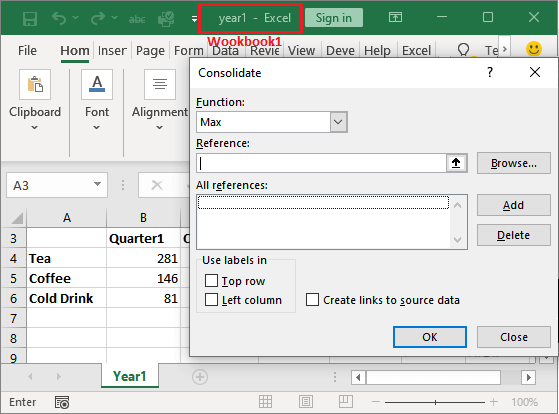 year1 - Excel
Sign in
Wookbook1
File Hom Inser Page Form Data Revie View Deve Help Excel Te
Clipboard
Font
Alignment
A3
A B
3 Quarter1
4 Tea 281
5 Coffee 146
6 Cold Drink 81
7
8
9
Year1
Enter
100%
Consolidate
?
Function:
Max
Reference:
Browse...
All references:
Add
Delete
Use labels in
Top row
Left column
Create links to source data
OK
Close